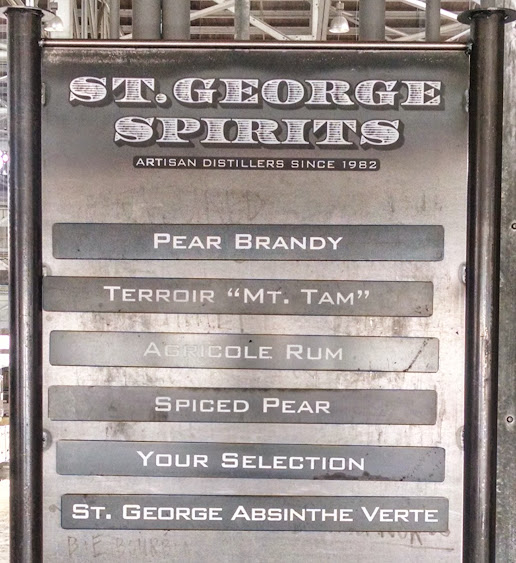 ST. GEORGE
SPIRITS
ARTISAN DISTILLERS SINCE 1982
PEAR BRANDY
TERROIR “MT. TAM”
AGRICOLE RUM
SPICED PEAR
YOUR SELECTION
ST. GEORGE ABSINTHE VERTE